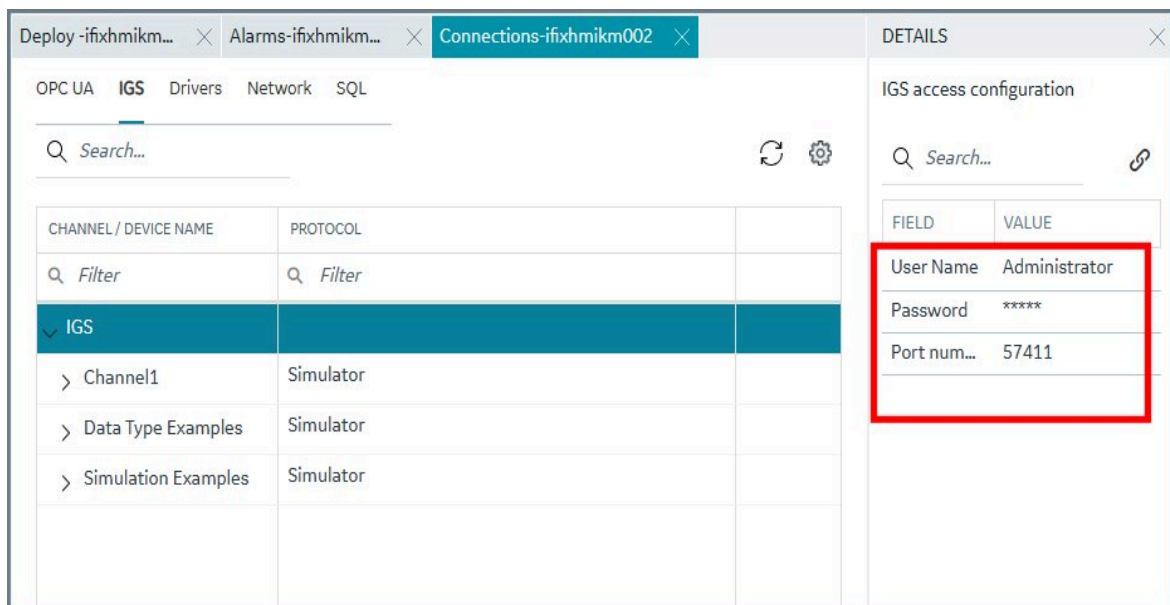 Deploy -ifixhmikm... Alarms-ifixhmikm... Connections-ifixhmikm002
OPC UA IGS Drivers Network SQL
Search...
CHANNEL / DEVICE NAME PROTOCOL
Filter Filter
IGS
Channel1 Simulator
Data Type Examples Simulator
Simulation Examples Simulator
DETAILS
IGS access configuration
Search...
FIELD VALUE
User Name Administrator
Password *****
Port num... 57411